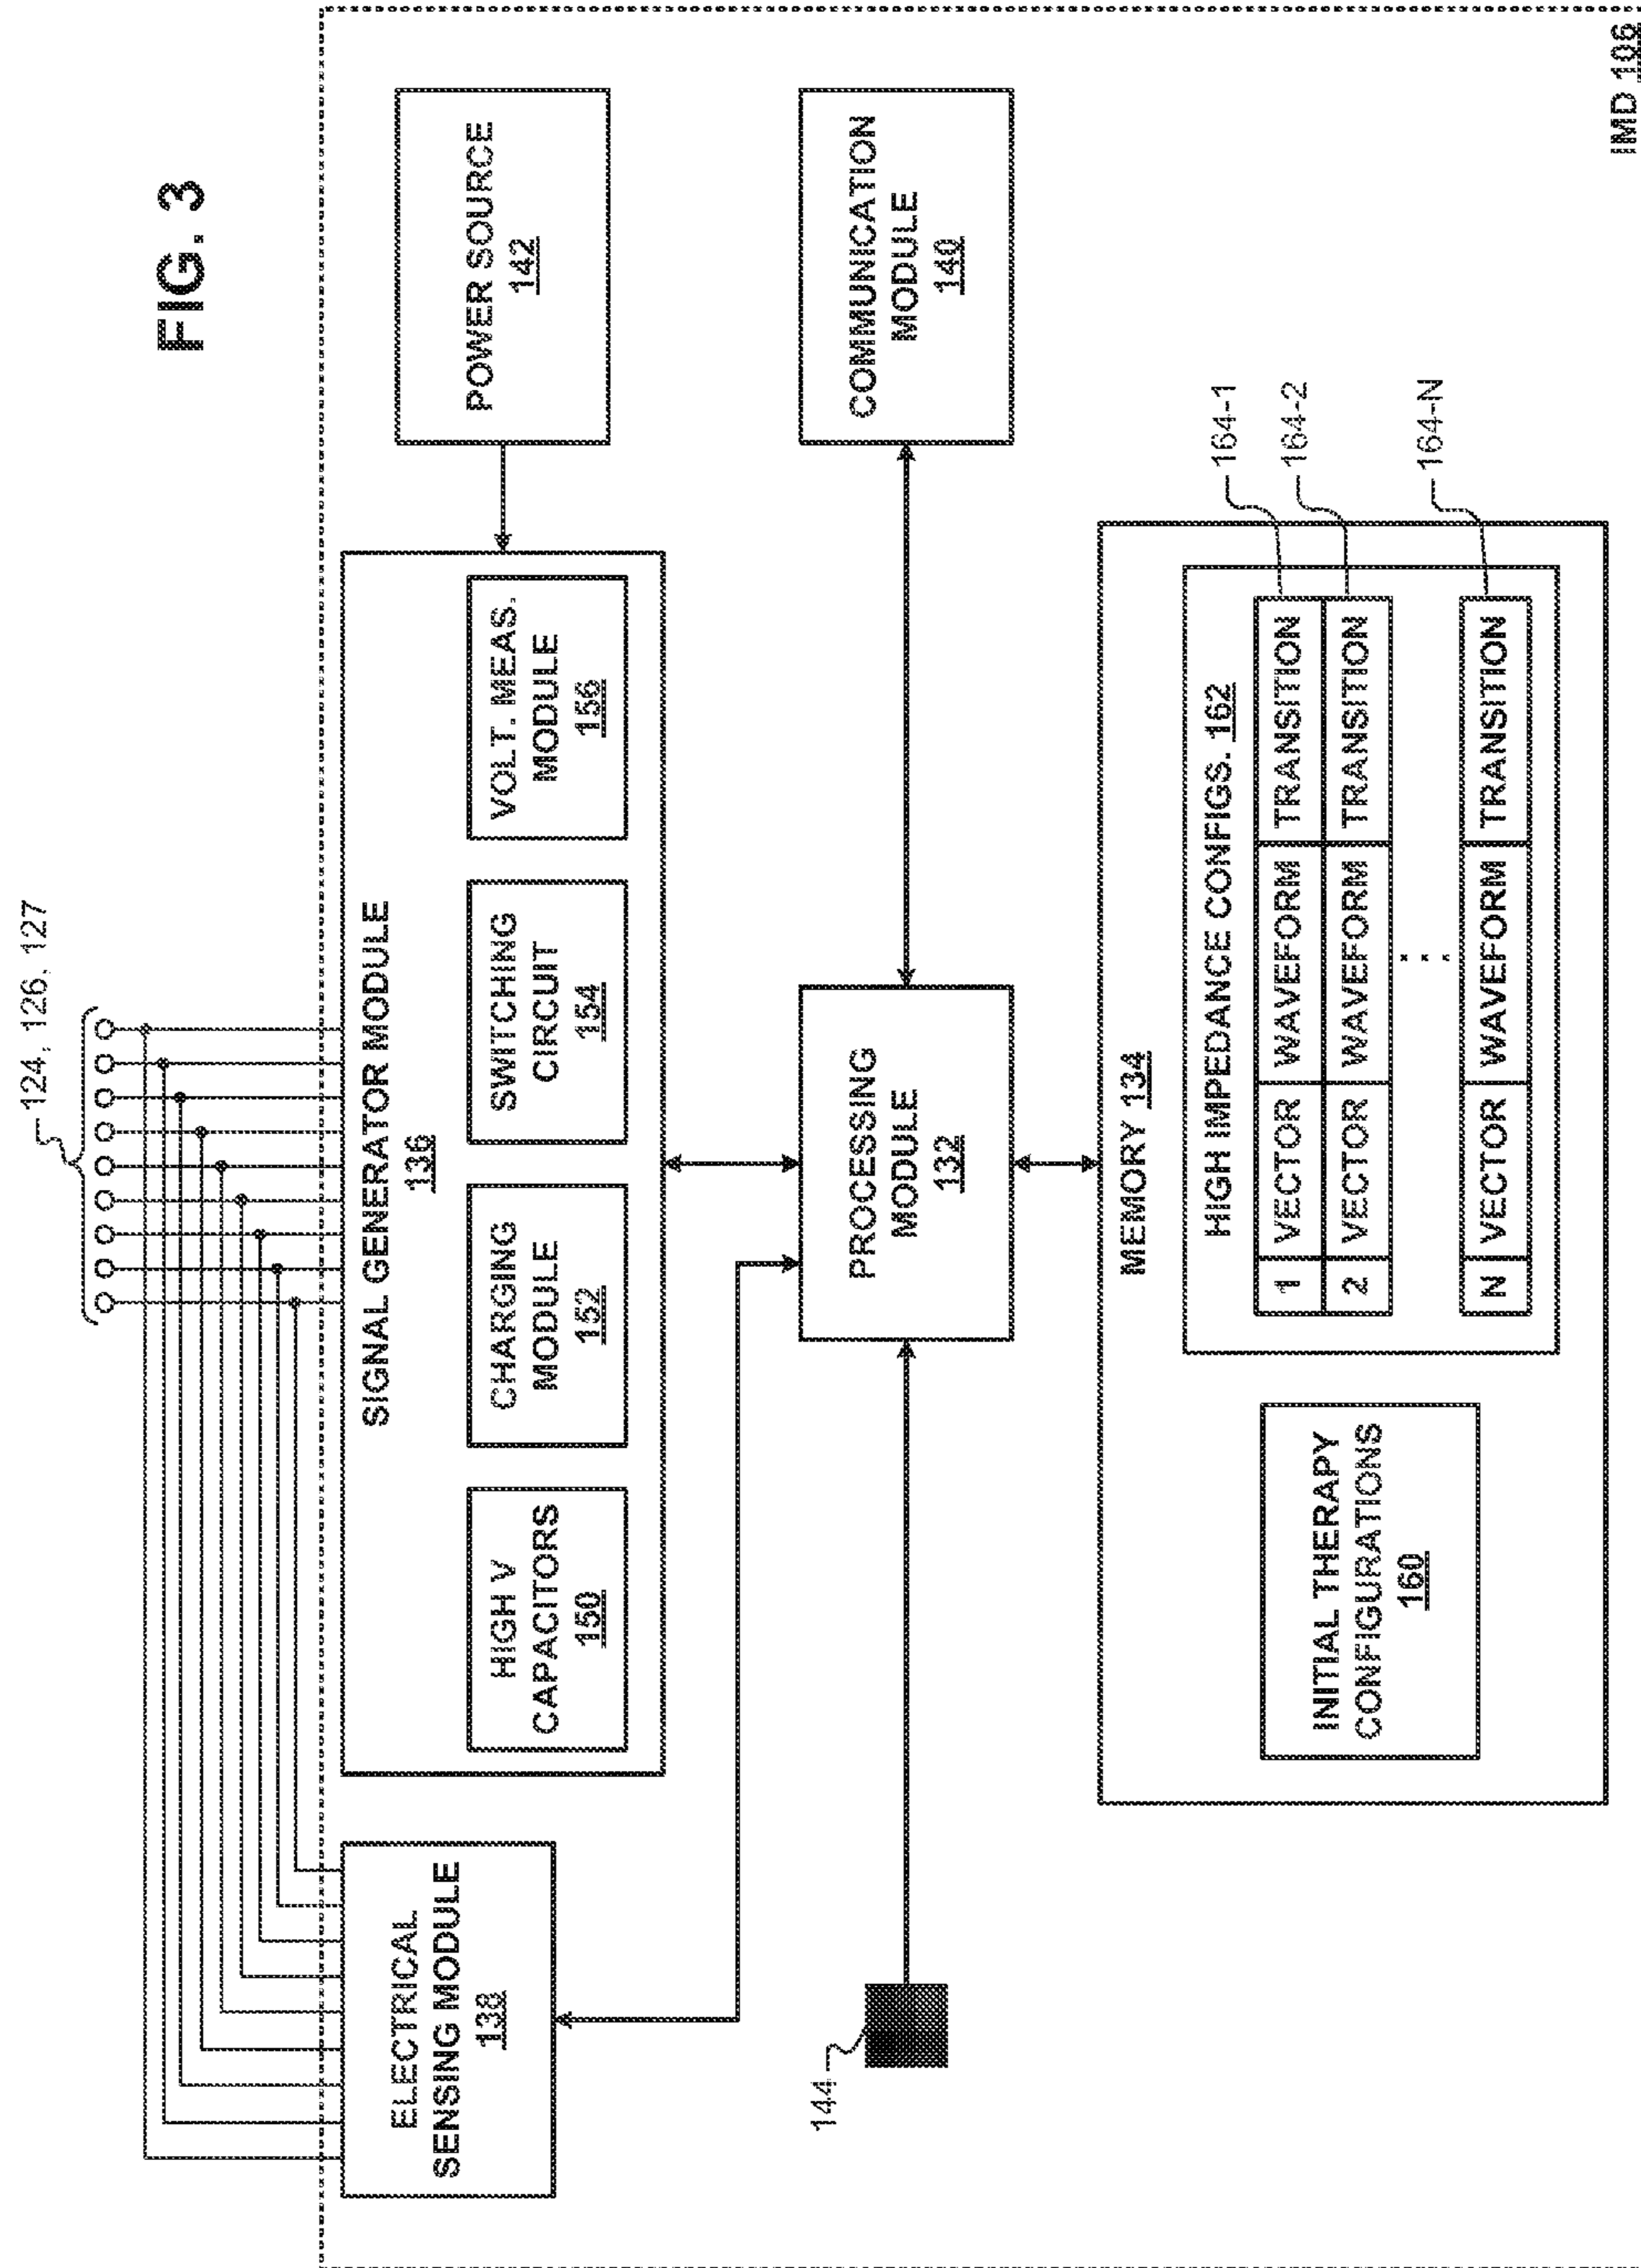 FIG. 3
124, 126, 127
ELECTRICAL
SENSING MODULE
138
SIGNAL GENERATOR MODULE
136
HIGH V
CAPACITORS
150
CHARGING
MODULE
152
SWITCHING
CIRCUIT
154
VOLT. MEAS.
MODULE
156
POWER SOURCE
142
144
PROCESSING
MODULE
132
COMMUNICATION
MODULE
140
MEMORY 134
INITIAL THERAPY
CONFIGURATIONS
160
HIGH IMPEDANCE CONFIGS. 162
1 VECTOR WAVEFORM TRANSITION
164-1
2 VECTOR WAVEFORM TRANSITION
164-2
. . .
N VECTOR WAVEFORM TRANSITION
164-N
IMD 106